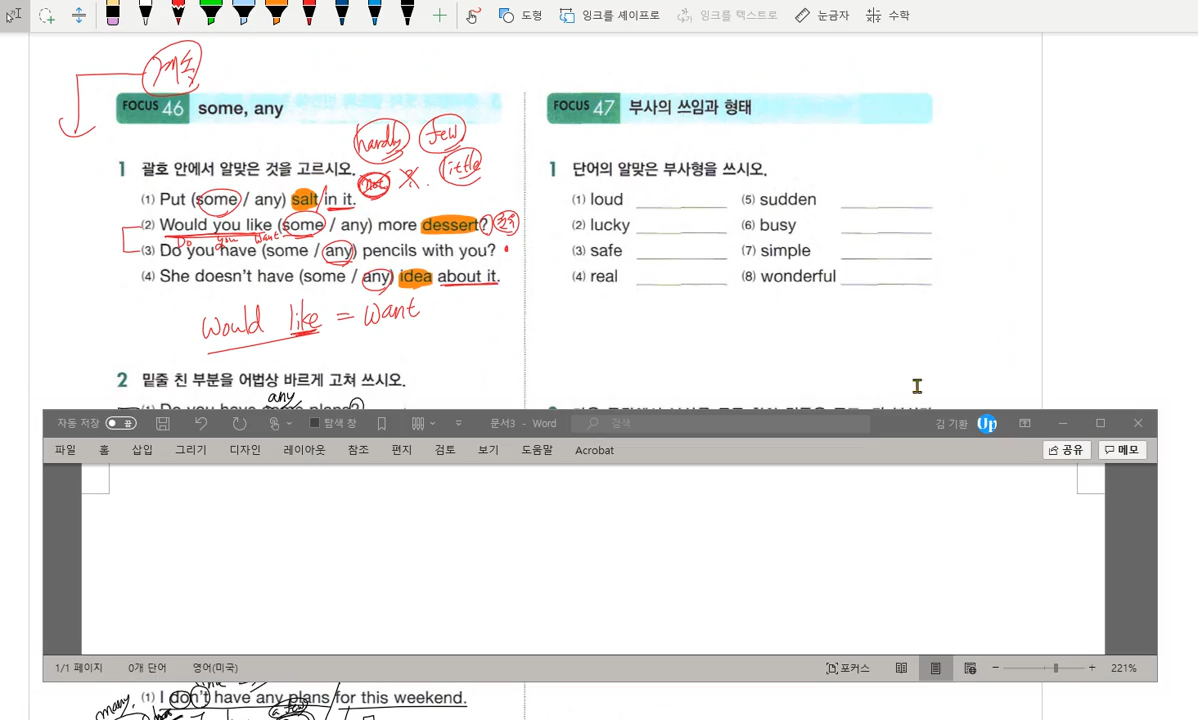 도형 잉크를 셰이프로 잉크를 텍스트로 눈금자 수학
FOCUS 46 some, any
hardly few
little
not
1 괄호 안에서 알맞은 것을 고르시오.
(1) Put (some / any) salt in it.
(2) Would you like (some / any) more dessert?
Do you want
(3) Do you have (some / any) pencils with you?
(4) She doesn't have (some / any) idea about it.
would like = want
2 밑줄 친 부분을 어법상 바르게 고쳐 쓰시오.
any
FOCUS 47 부사의 쓰임과 형태
1 단어의 알맞은 부사형을 쓰시오.
(1) loud (5) sudden
(2) lucky (6) busy
(3) safe (7) simple
(4) real (8) wonderful
자동 저장 끔 탐색 창 문서3 - Word 검색 김 기환 Up
파일 홈 삽입 그리기 디자인 레이아웃 참조 편지 검토 보기 도움말 Acrobat 공유 메모
1/1 페이지 0개 단어 영어(미국) 포커스 221%
(1) I don't have any plans for this weekend.
many.
a few